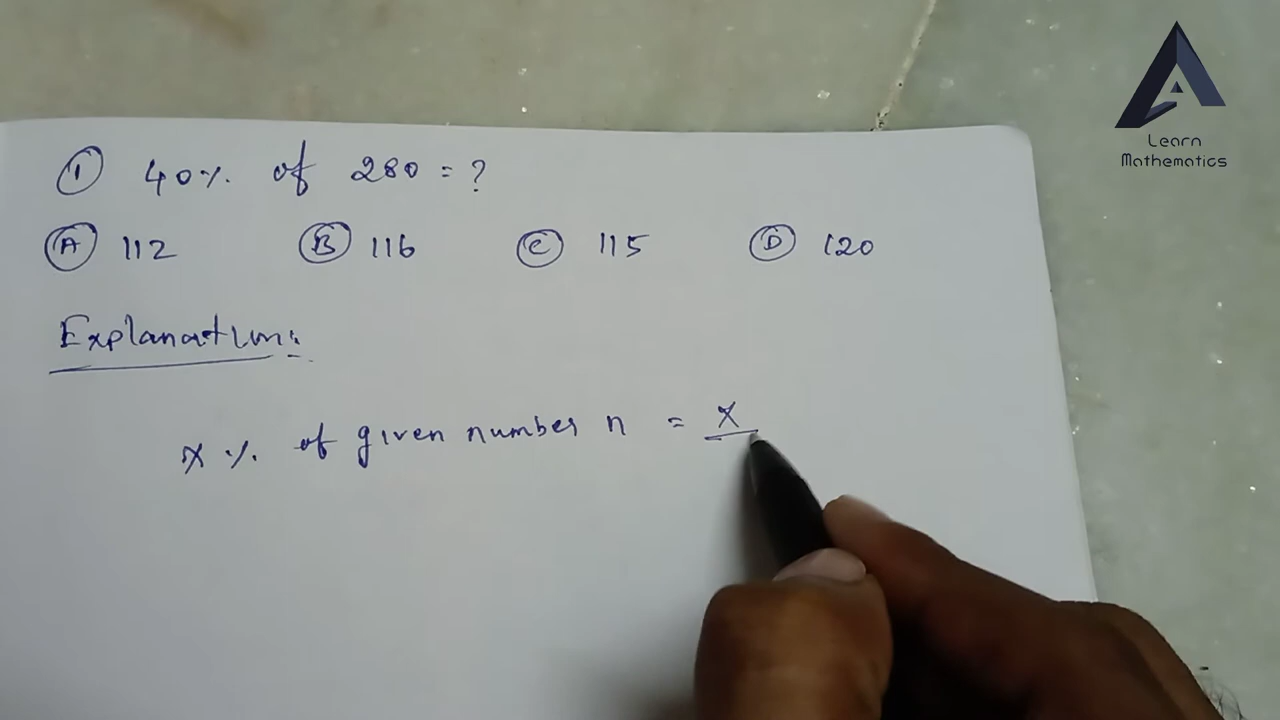 ① 40% of 280 = ?
Ⓐ 112 Ⓑ 116 Ⓒ 115 Ⓓ 120
Explanation:
x % of given number n = x
Learn
Mathematics